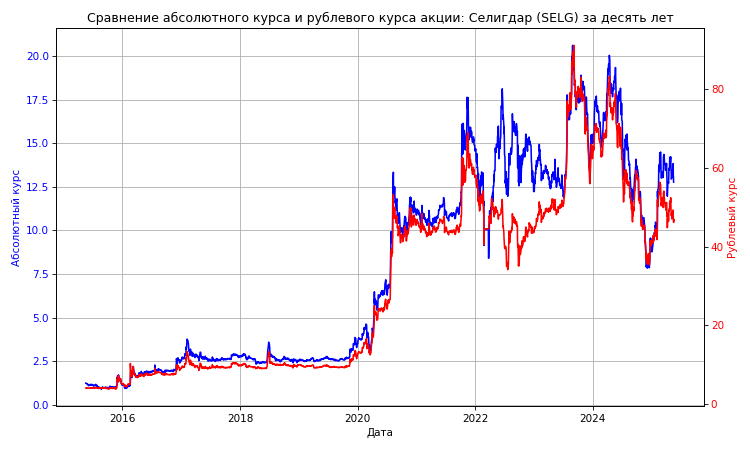 Сравнение абсолютного курса и рублевого курса акции: Селигдар (SELG) за десять лет
20.0
17.5
15.0
12.5
10.0
7.5
5.0
2.5
0.0
Абсолютный курс
80
60
40
20
0
Рублевый курс
2016 2018 2020 2022 2024
Дата